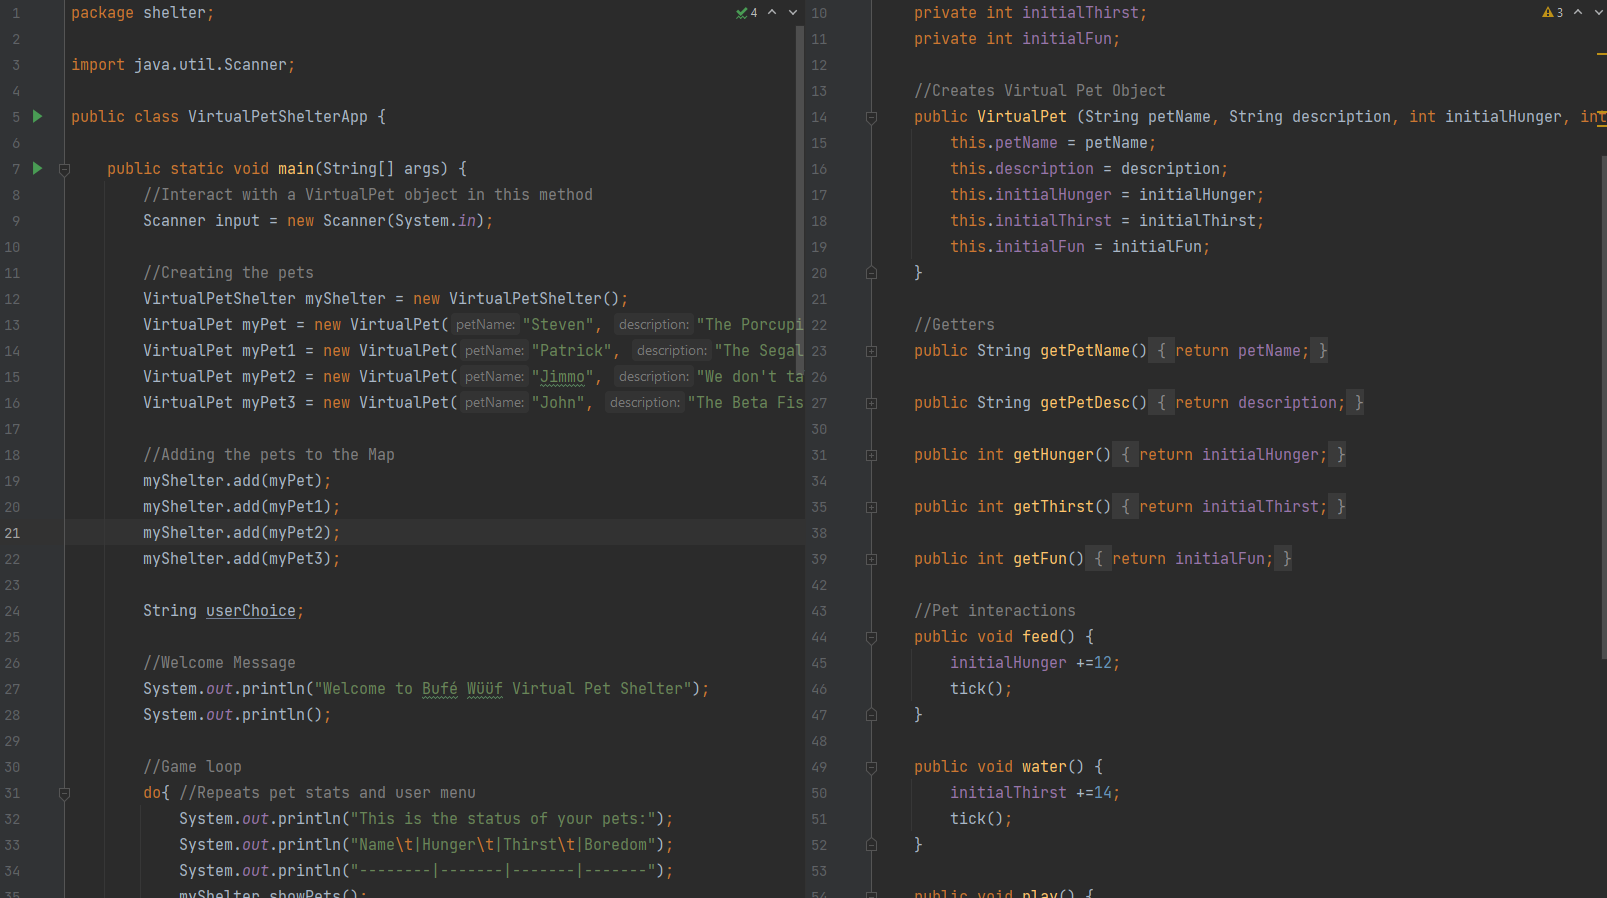 1 package shelter;
4
2
3 import java.util.Scanner;
4
5 public class VirtualPetShelterApp {
6
7 public static void main(String[] args) {
8 //Interact with a VirtualPet object in this method
9 Scanner input = new Scanner(System.in);
10
11 //Creating the pets
12 VirtualPetShelter myShelter = new VirtualPetShelter();
13 VirtualPet myPet = new VirtualPet( petName: "Steven", description: "The Porcupi
14 VirtualPet myPet1 = new VirtualPet( petName: "Patrick", description: "The Segal
15 VirtualPet myPet2 = new VirtualPet( petName: "Jimmo", description: "We don't ta
16 VirtualPet myPet3 = new VirtualPet( petName: "John", description: "The Beta Fis
17
18 //Adding the pets to the Map
19 myShelter.add(myPet);
20 myShelter.add(myPet1);
21 myShelter.add(myPet2);
22 myShelter.add(myPet3);
23
24 String userChoice;
25
26 //Welcome Message
27 System.out.println("Welcome to Bufé Wüüf Virtual Pet Shelter");
28 System.out.println();
29
30 //Game loop
31 do{ //Repeats pet stats and user menu
32 System.out.println("This is the status of your pets:");
33 System.out.println("Name\t|Hunger\t|Thirst\t|Boredom");
34 System.out.println("--------|-------|-------|-------");
35 myShelter.showPets();
10 private int initialThirst;
3
11 private int initialFun;
12
13 //Creates Virtual Pet Object
14 public VirtualPet (String petName, String description, int initialHunger, int
15 this.petName = petName;
16 this.description = description;
17 this.initialHunger = initialHunger;
18 this.initialThirst = initialThirst;
19 this.initialFun = initialFun;
20 }
21
22 //Getters
23 public String getPetName() { return petName; }
26
27 public String getPetDesc() { return description; }
30
31 public int getHunger() { return initialHunger; }
34
35 public int getThirst() { return initialThirst; }
38
39 public int getFun() { return initialFun; }
42
43 //Pet interactions
44 public void feed() {
45 initialHunger +=12;
46 tick();
47 }
48
49 public void water() {
50 initialThirst +=14;
51 tick();
52 }
53
54 public void play() {